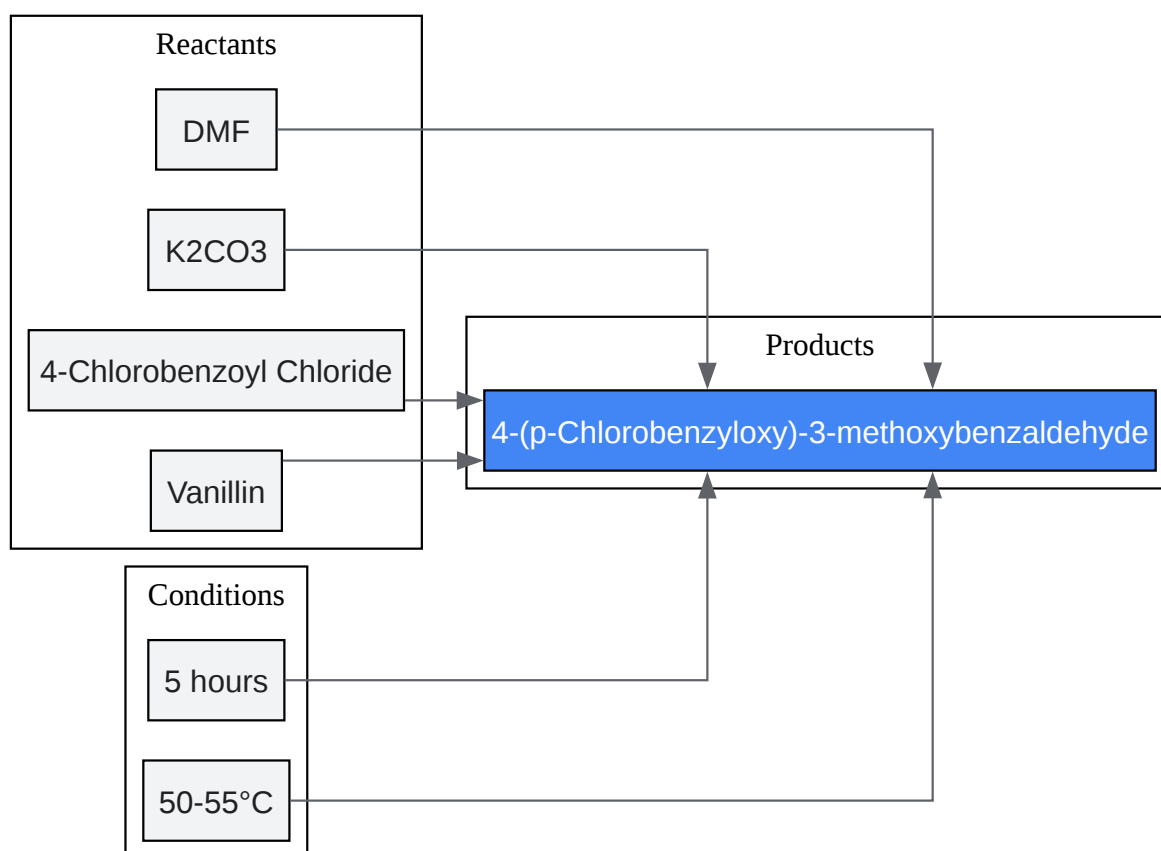 Reactants
DMF
K2CO3
4-Chlorobenzoyl Chloride
Vanillin
Products
4-(p-Chlorobenzyloxy)-3-methoxybenzaldehyde
Conditions
5 hours
50-55°C